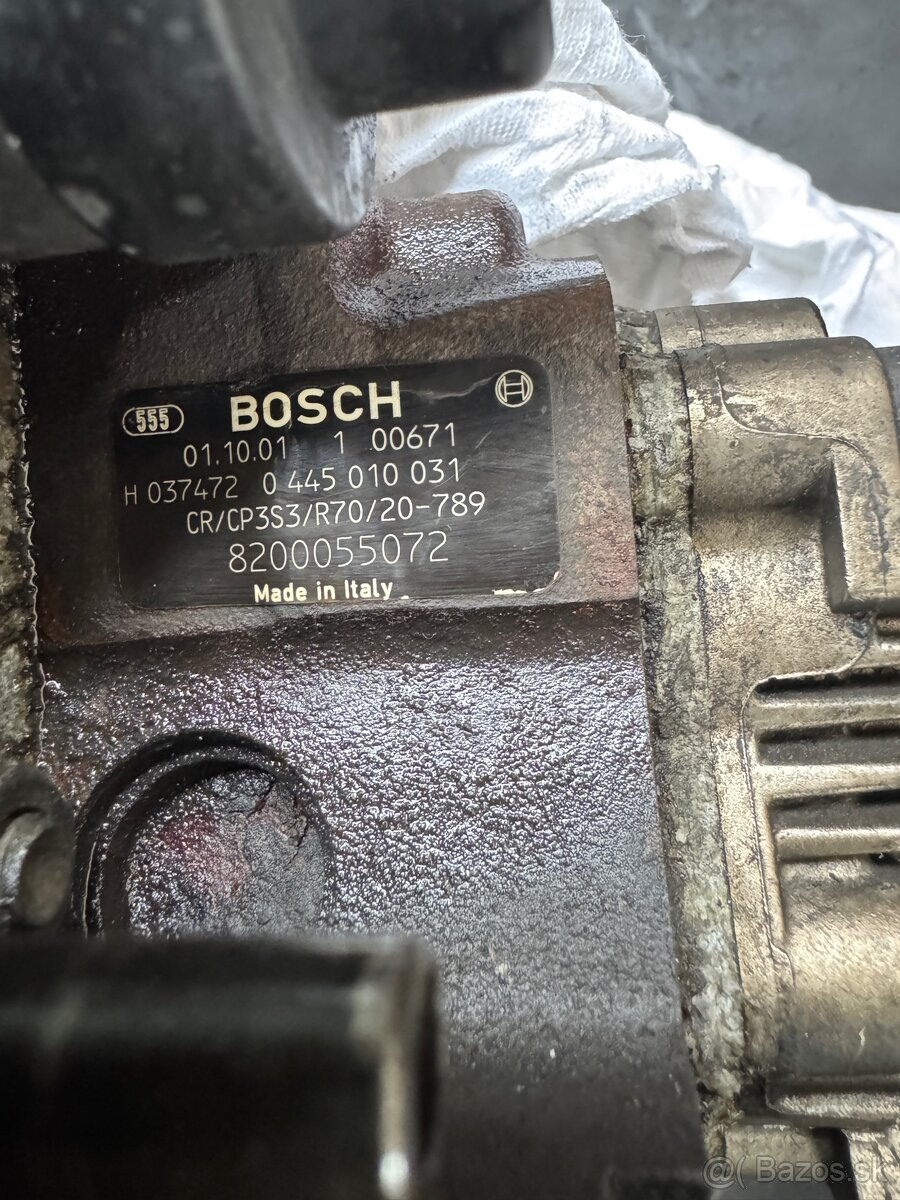 555 BOSCH
01.10.01 1 00671
H 037472 0 445 010 031
CR/CP3S3/R70/20-789
8200055072
Made in Italy
@( Bazos.sk